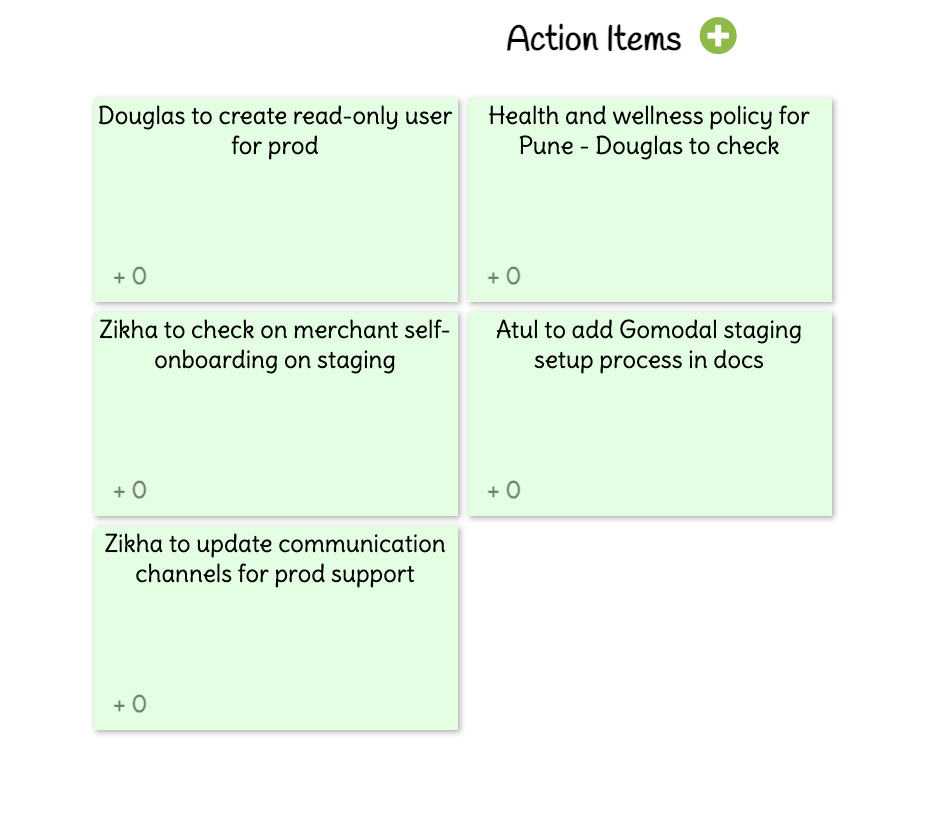 Action Items
Douglas to create read-only user
for prod
+ 0
Health and wellness policy for
Pune - Douglas to check
+ 0
Zikha to check on merchant self-
onboarding on staging
+ 0
Atul to add Gomodal staging
setup process in docs
+ 0
Zikha to update communication
channels for prod support
+ 0